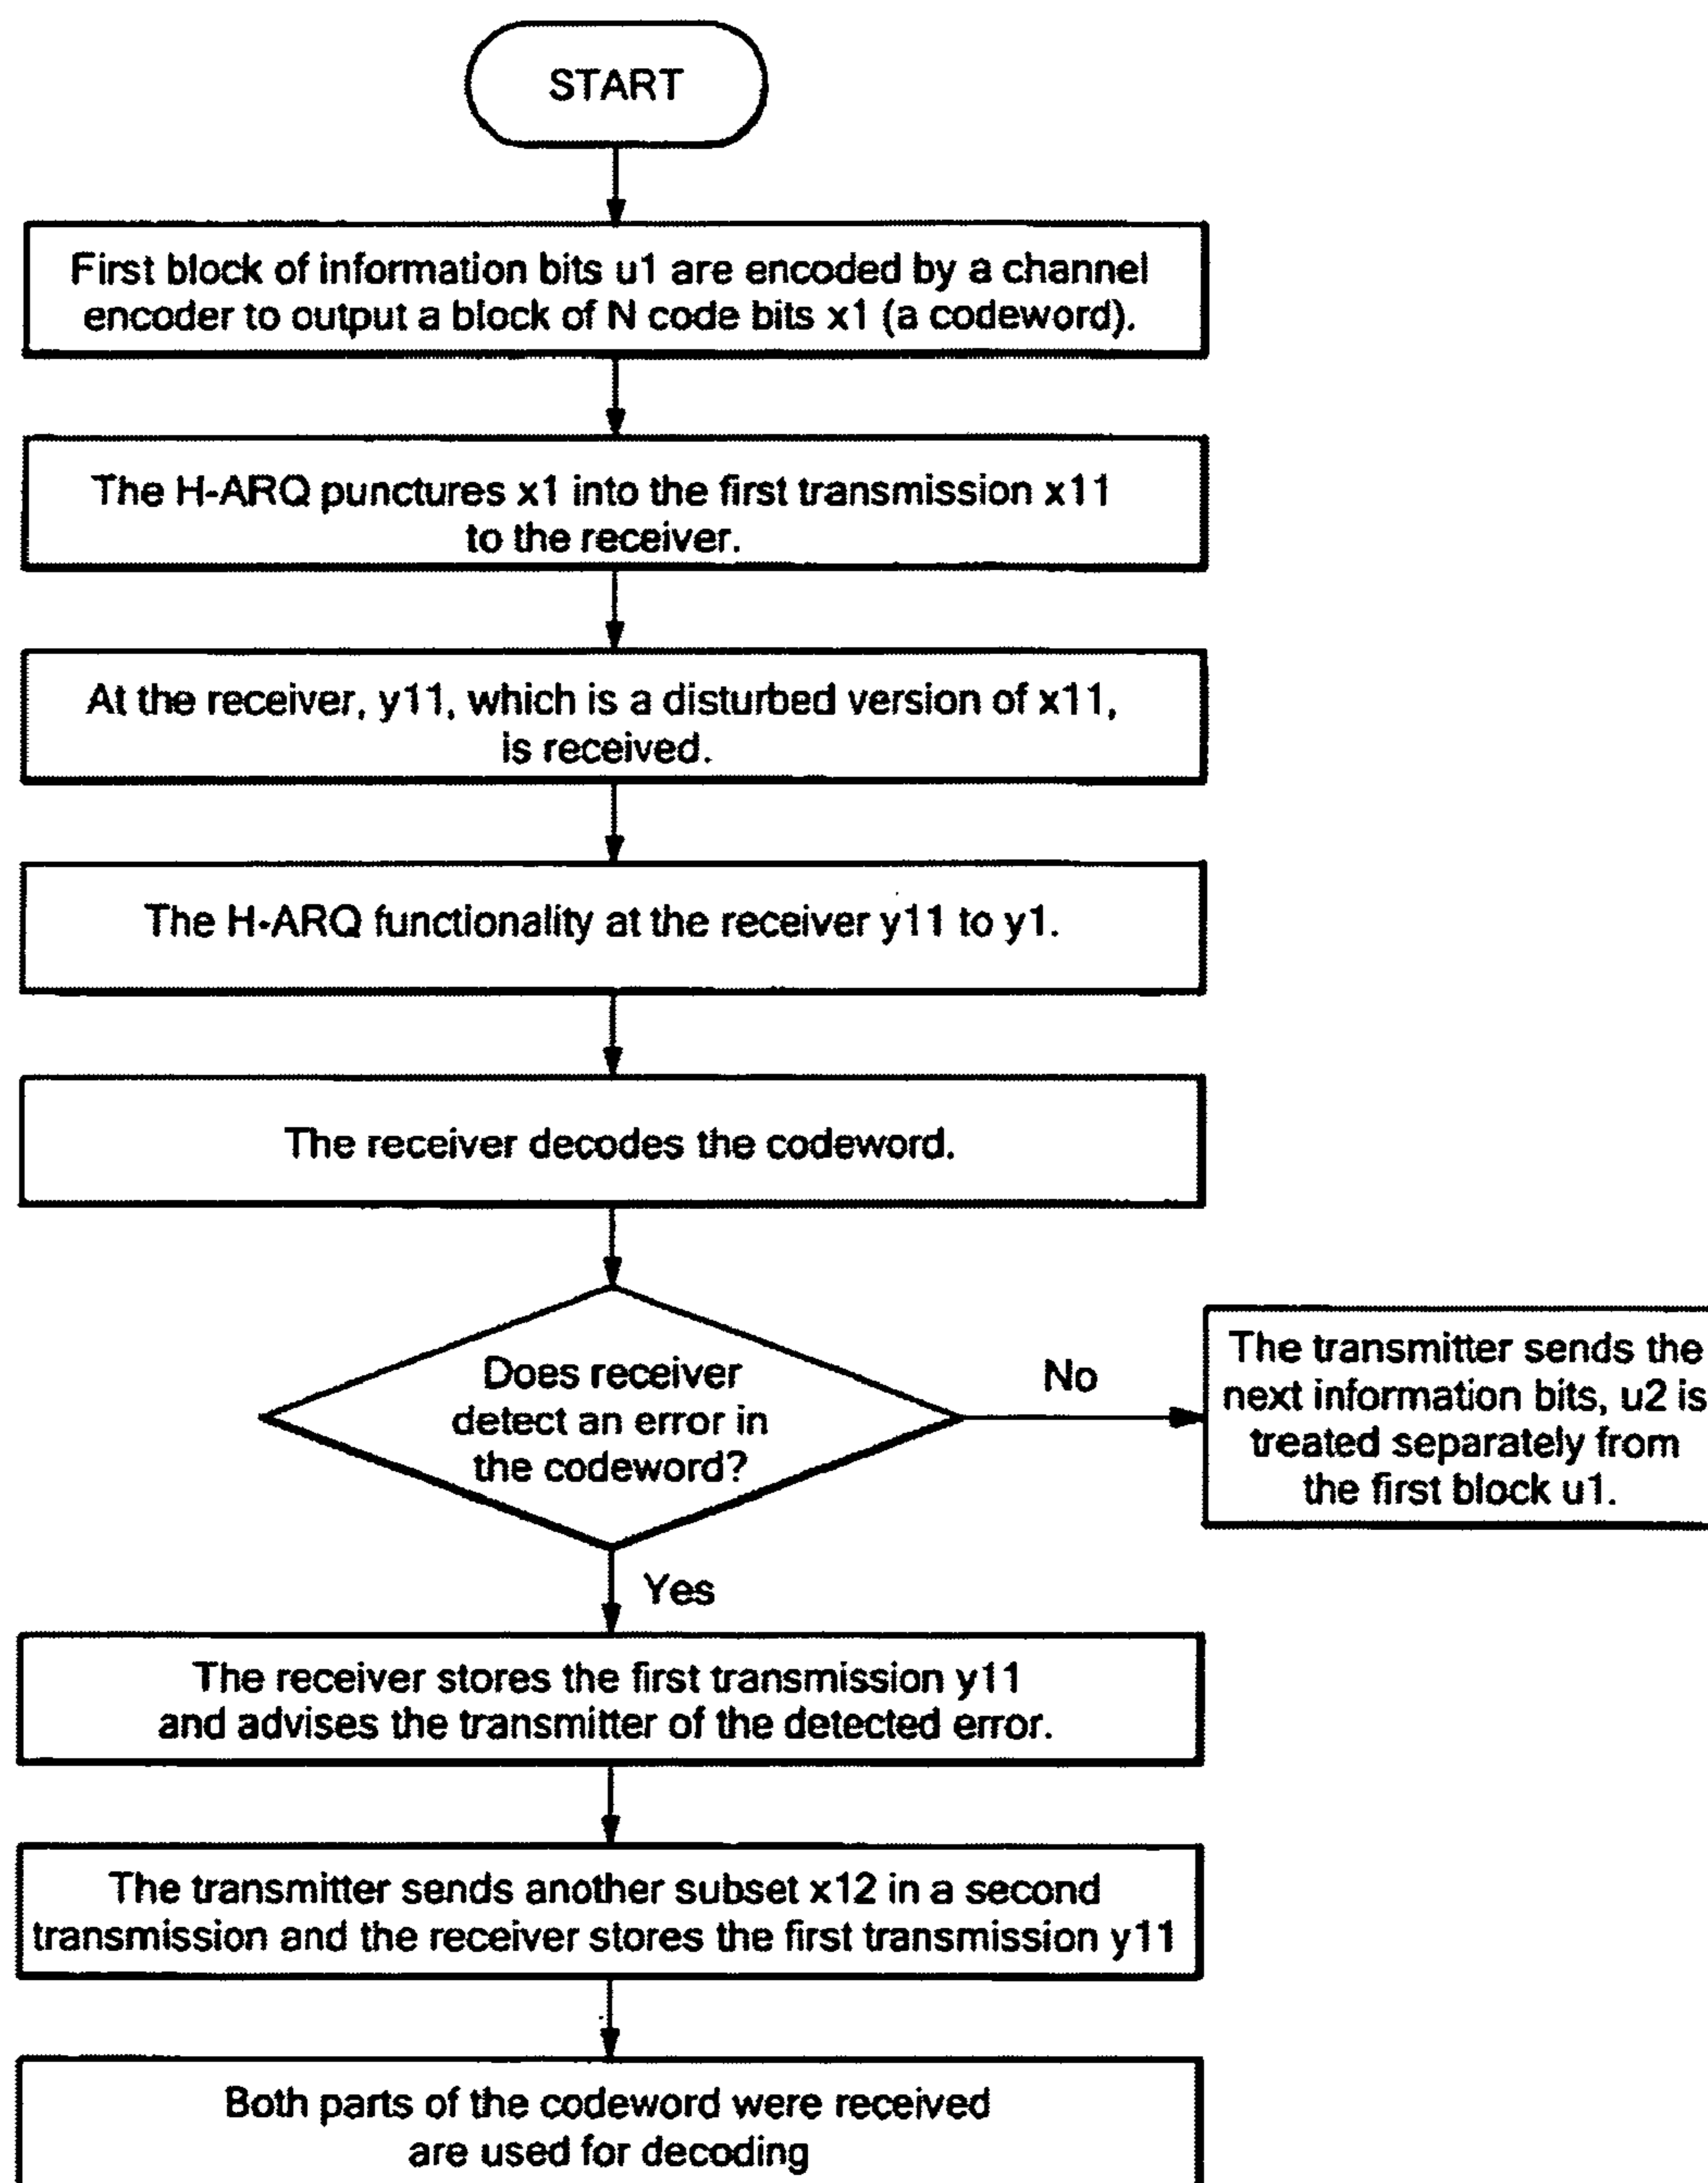 START
First block of information bits u1 are encoded by a channel
encoder to output a block of N code bits x1 (a codeword).
The H-ARQ punctures x1 into the first transmission x11
to the receiver.
At the receiver, y11, which is a disturbed version of x11,
is received.
The H-ARQ functionality at the receiver y11 to y1.
The receiver decodes the codeword.
Does receiver
detect an error in
the codeword?
No
The transmitter sends the
next information bits, u2 is
treated separately from
the first block u1.
Yes
The receiver stores the first transmission y11
and advises the transmitter of the detected error.
The transmitter sends another subset x12 in a second
transmission and the receiver stores the first transmission y11
Both parts of the codeword were received
are used for decoding